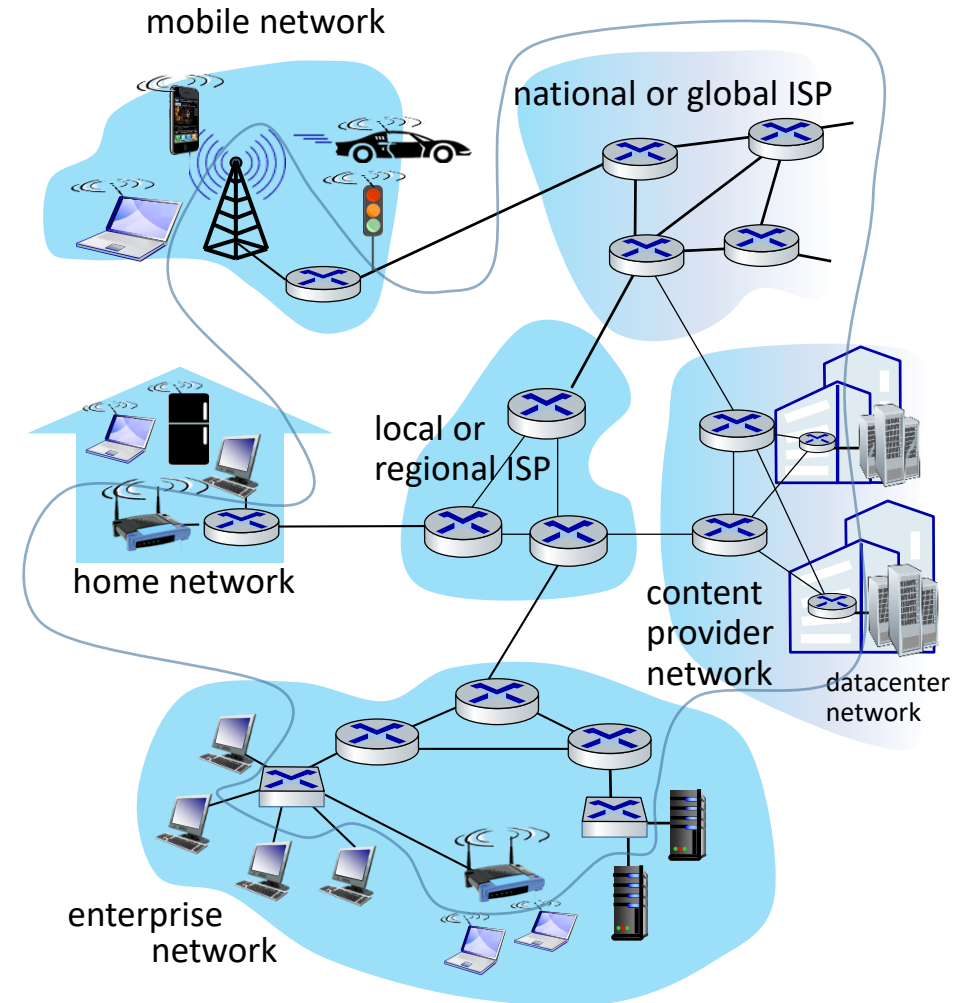 mobile network
national or global ISP
local or
regional ISP
home network
content
provider
network
datacenter
network
enterprise
network